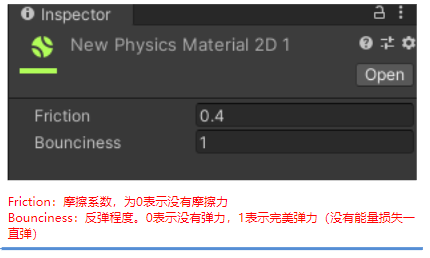 Inspector
New Physics Material 2D 1
Open
Friction 0.4
Bounciness 1
Friction：摩擦系数，为0表示没有摩擦力
Bounciness：反弹程度。0表示没有弹力，1表示完美弹力（没有能量损失一
直弹）